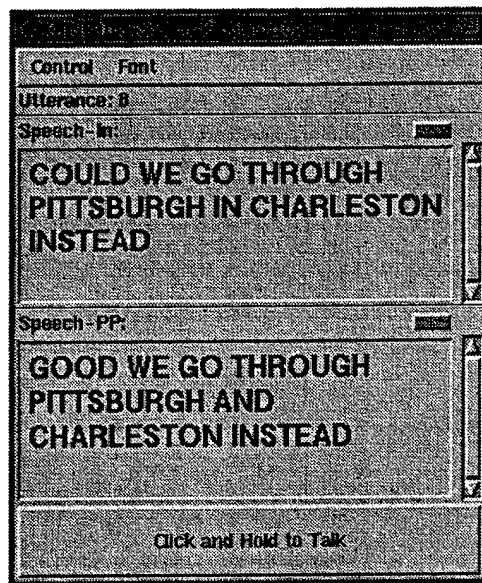 Control Font
Utterance: 8
Speech-In:
COULD WE GO THROUGH
PITTSBURGH IN CHARLESTON
INSTEAD
Speech-PP:
GOOD WE GO THROUGH
PITTSBURGH AND
CHARLESTON INSTEAD
Click and Hold to Talk